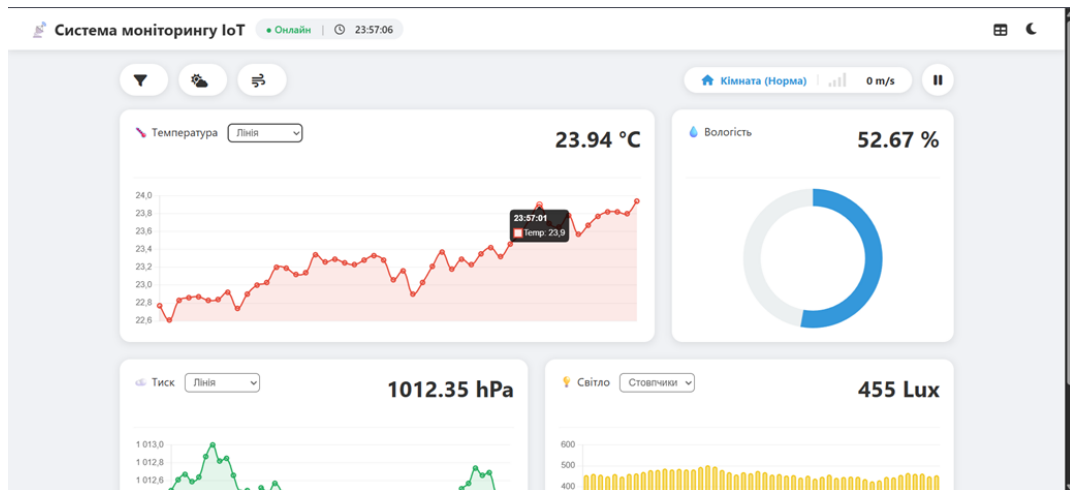 Система моніторингу IoT
Онлайн | 23:57:06
Кімната (Норма) 0 m/s
Температура Лінія 23.94 °C
24,0
23,8
23,6
23,4
23,2
23,0
22,8
22,6
23:57:01
Temp: 23,9
Вологість 52.67 %
Тиск Лінія 1012.35 hPa
1 013,0
1 012,8
1 012,6
Світло Стовпчики 455 Lux
600
500
400